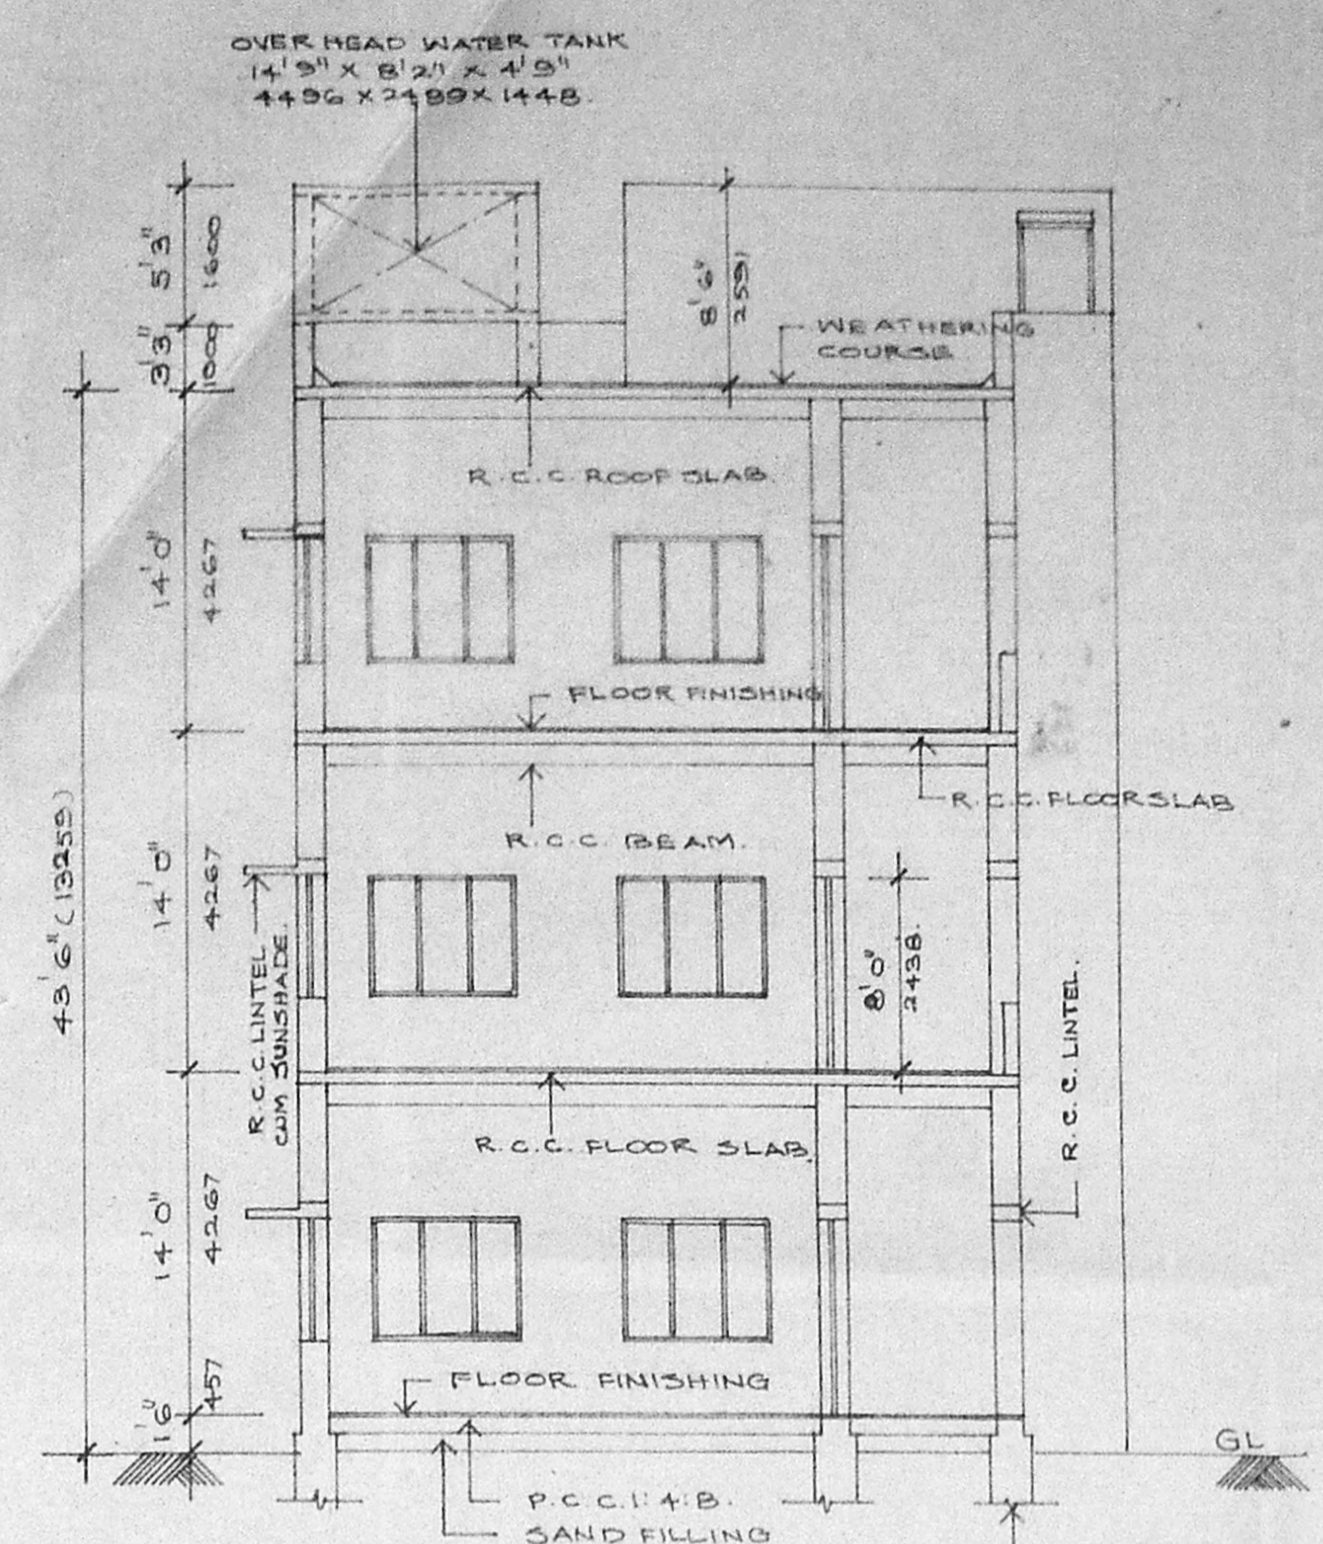 OVER HEAD WATER TANK
14'9" X 8'2" X 4'9"
4496 X 2489 X 1448.
5'3"
1600
3'3"
1000
8'6"
2591
WEATHERING
COURSE
R.C.C. ROOF SLAB.
14'0"
4267
FLOOR FINISHING
R.C.C. FLOOR SLAB
R.C.C. BEAM.
43'6" (13259)
14'0"
4267
R.C.C. LINTEL
CUM SUNSHADE.
8'0"
2438.
R.C.C. LINTEL.
R.C.C. FLOOR SLAB.
14'0"
4267
FLOOR FINISHING
1'6"
457
GL
P.C.C. 1:4:8.
SAND FILLING